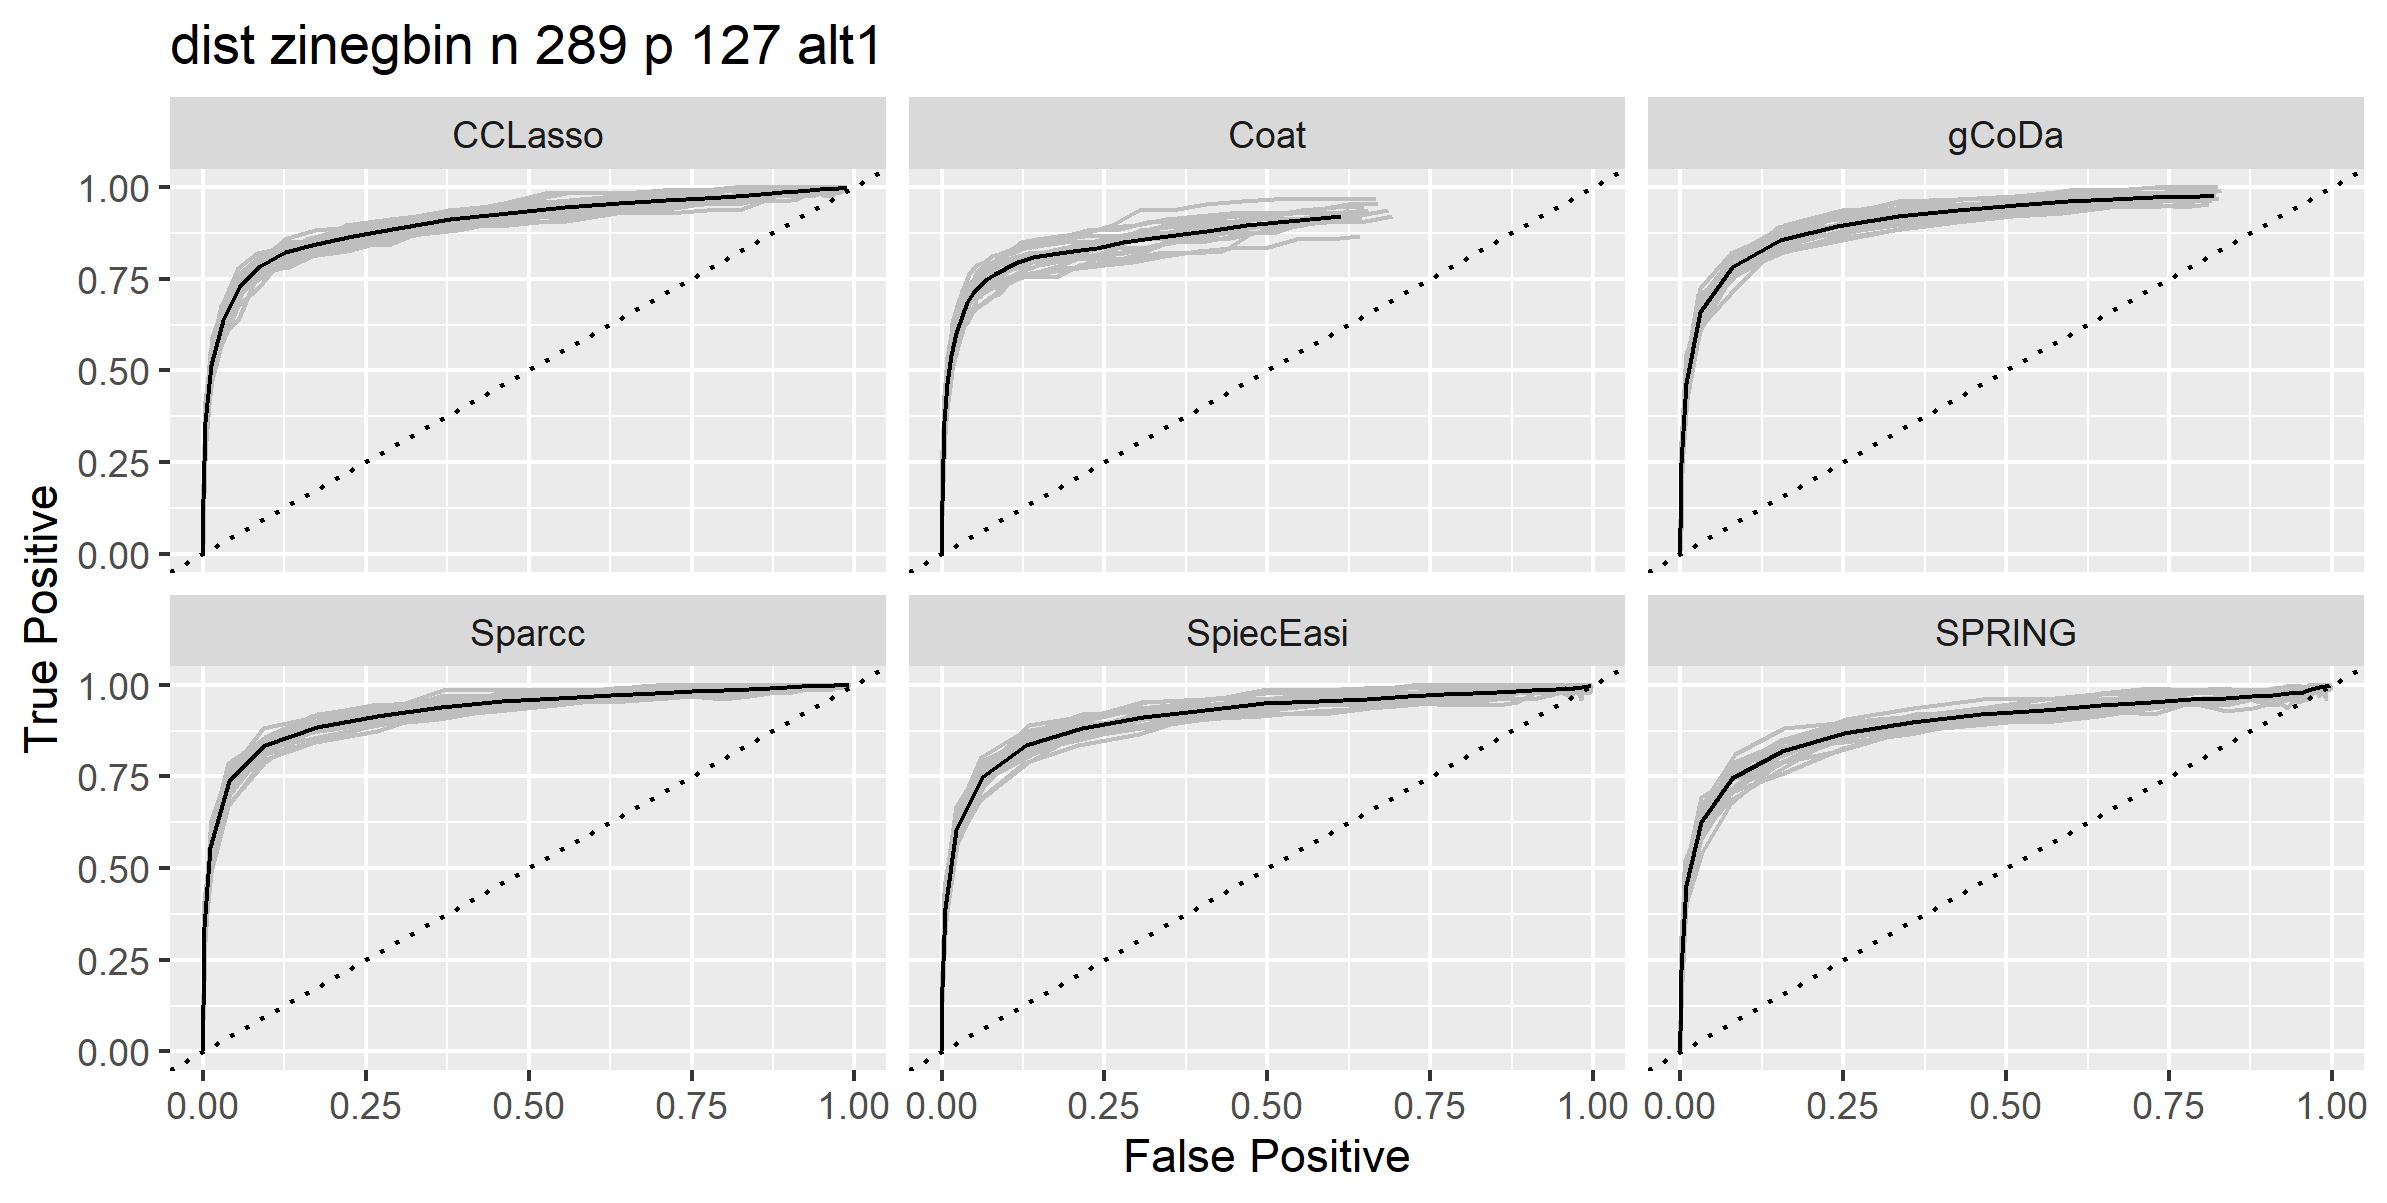 dist zinegbin n 289 p 127 alt1
CCLasso
Coat
gCoDa
1.00
0.75
0.50
0.25
0.00
Sparcc
SpiecEasi
SPRING
1.00
0.75
0.50
0.25
0.00
True Positive
0.00 0.25 0.50 0.75 1.00
0.00 0.25 0.50 0.75 1.00
0.00 0.25 0.50 0.75 1.00
False Positive